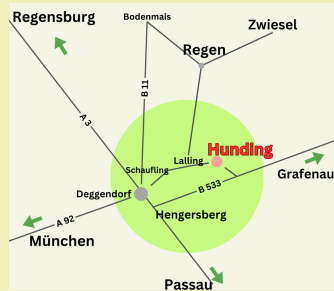 Regensburg
Bodenmais
Zwiesel
Regen
B 11
A 3
Hunding
Lalling
Schaufling
Grafenau
Deggendorf
B 533
Hengersberg
A 92
München
Passau